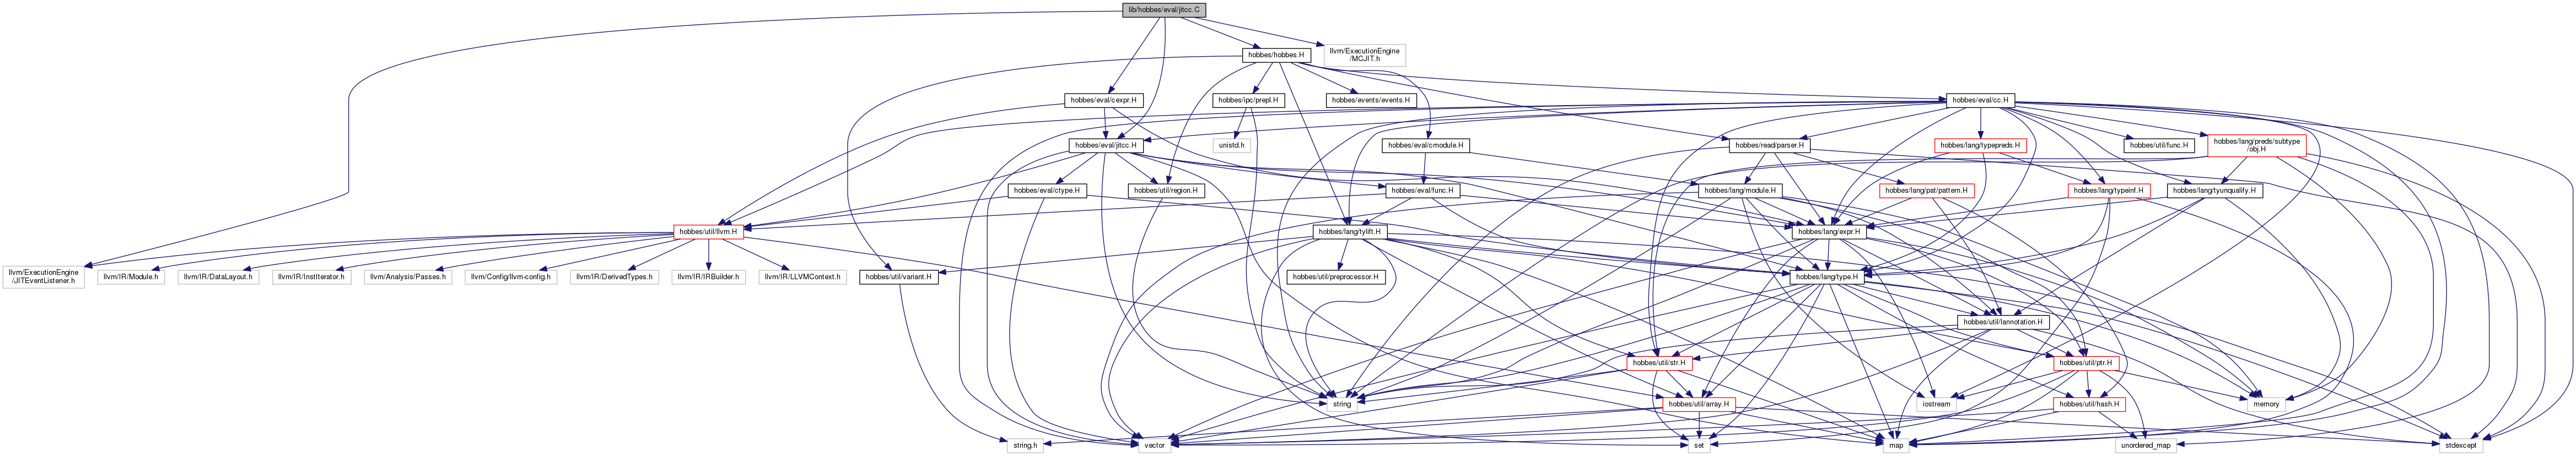 lib/hobbes/eval/jitcc.C
hobbes/hobbes.H
llvm/ExecutionEngine
/MCJIT.h
hobbes/eval/cexpr.H
hobbes/ipc/prepl.H
hobbes/events/events.H
hobbes/eval/cc.H
unistd.h
hobbes/eval/jitcc.H
hobbes/eval/cmodule.H
hobbes/read/parser.H
hobbes/lang/typepreds.H
hobbes/util/func.H
hobbes/lang/preds/subtype
/obj.H
hobbes/eval/ctype.H
hobbes/util/region.H
hobbes/eval/func.H
hobbes/lang/module.H
hobbes/lang/pat/pattern.H
hobbes/lang/typeinf.H
hobbes/lang/tyunqualify.H
hobbes/util/llvm.H
hobbes/lang/tylift.H
hobbes/lang/expr.H
llvm/ExecutionEngine
/JITEventListener.h
llvm/IR/Module.h
llvm/IR/DataLayout.h
llvm/IR/InstIterator.h
llvm/Analysis/Passes.h
llvm/Config/llvm-config.h
llvm/IR/DerivedTypes.h
llvm/IR/IRBuilder.h
llvm/IR/LLVMContext.h
hobbes/util/variant.H
hobbes/util/preprocessor.H
hobbes/lang/type.H
hobbes/util/lannotation.H
hobbes/util/str.H
hobbes/util/ptr.H
string
hobbes/util/array.H
iostream
hobbes/util/hash.H
memory
string.h
vector
set
map
unordered_map
stdexcept